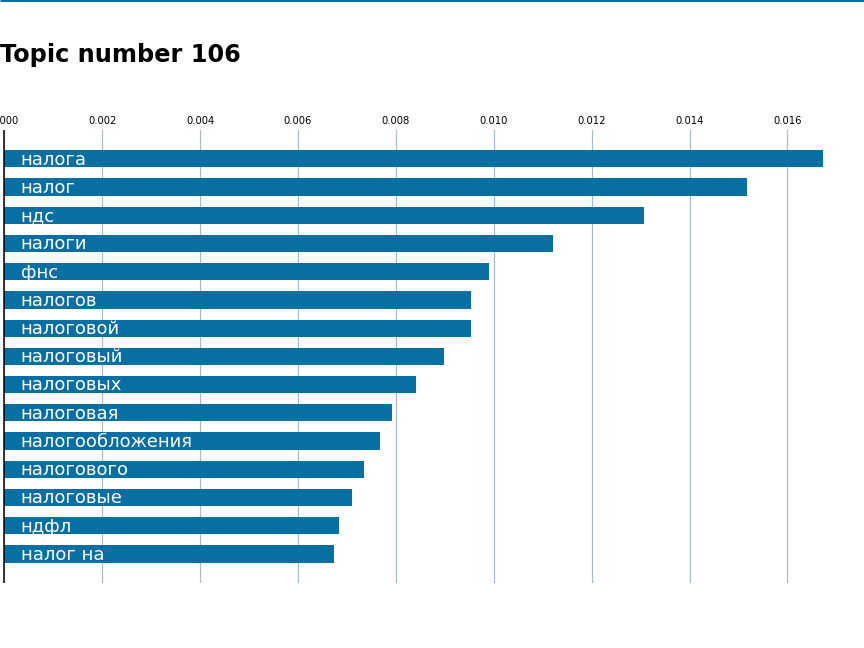 Topic number 106
000 0.002 0.004 0.006 0.008 0.010 0.012 0.014 0.016
налога
налог
ндс
налоги
фнс
налогов
налоговой
налоговый
налоговых
налоговая
налогообложения
налогового
налоговые
ндфл
налог на